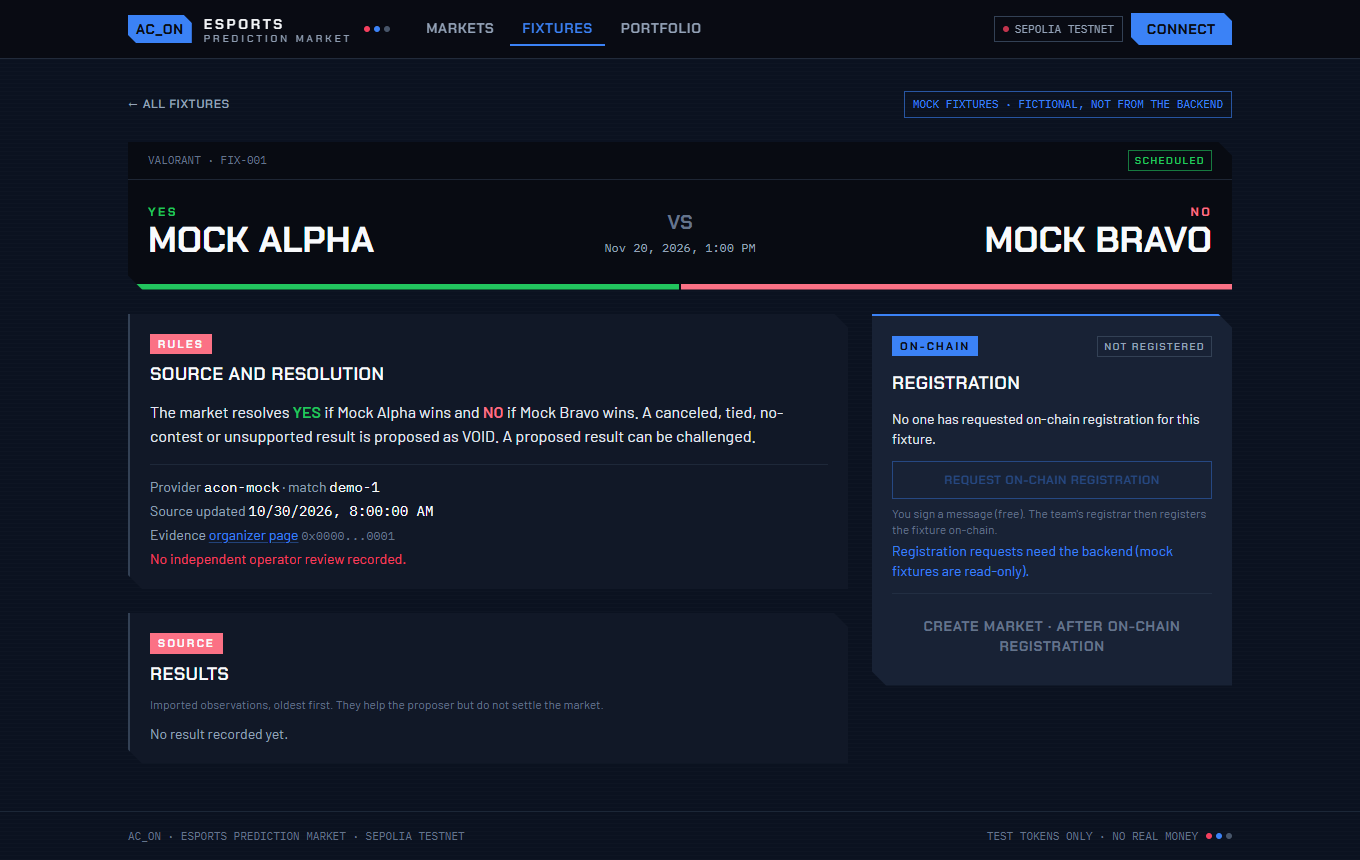 AC_ON
ESPORTS
PREDICTION MARKET
MARKETS
FIXTURES
PORTFOLIO
SEPOLIA TESTNET
CONNECT
← ALL FIXTURES
MOCK FIXTURES · FICTIONAL, NOT FROM THE BACKEND
VALORANT · FIX-001
SCHEDULED
YES
MOCK ALPHA
VS
Nov 20, 2026, 1:00 PM
NO
MOCK BRAVO
RULES
SOURCE AND RESOLUTION
The market resolves YES if Mock Alpha wins and NO if Mock Bravo wins. A canceled, tied, no-
contest or unsupported result is proposed as VOID. A proposed result can be challenged.
Provider acon-mock · match demo-1
Source updated 10/30/2026, 8:00:00 AM
Evidence organizer page 0x0000...0001
No independent operator review recorded.
SOURCE
RESULTS
Imported observations, oldest first. They help the proposer but do not settle the market.
No result recorded yet.
ON-CHAIN
NOT REGISTERED
REGISTRATION
No one has requested on-chain registration for this
fixture.
REQUEST ON-CHAIN REGISTRATION
You sign a message (free). The team's registrar then registers
the fixture on-chain.
Registration requests need the backend (mock
fixtures are read-only).
CREATE MARKET · AFTER ON-CHAIN
REGISTRATION
AC_ON · ESPORTS PREDICTION MARKET · SEPOLIA TESTNET
TEST TOKENS ONLY · NO REAL MONEY